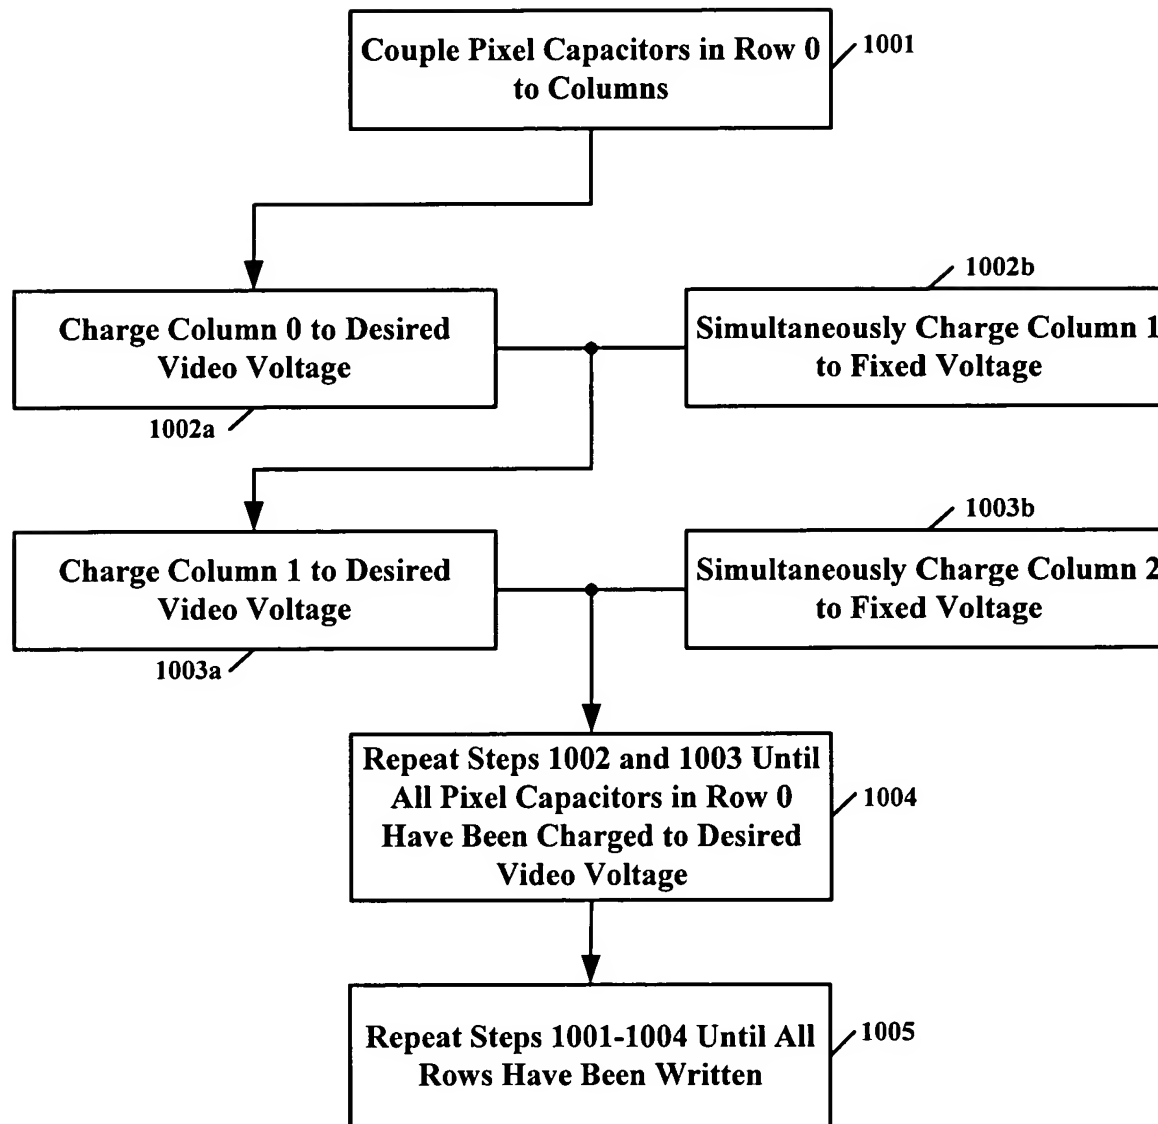 Couple Pixel Capacitors in Row 0
to Columns
1001
1002b
Charge Column 0 to Desired
Video Voltage
Simultaneously Charge Column 1
to Fixed Voltage
1002a
1003b
Charge Column 1 to Desired
Video Voltage
Simultaneously Charge Column 2
to Fixed Voltage
1003a
Repeat Steps 1002 and 1003 Until
All Pixel Capacitors in Row 0
Have Been Charged to Desired
Video Voltage
1004
Repeat Steps 1001-1004 Until All
Rows Have Been Written
1005